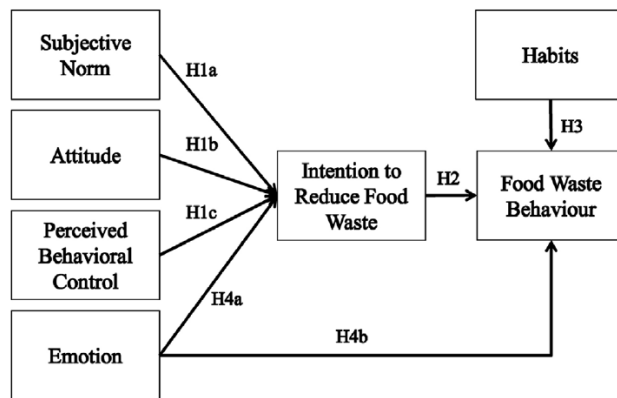 Subjective
Norm
H1a
Habits
H3
Attitude
H1b
Intention to
Reduce Food
Waste
H2
Food Waste
Behaviour
Perceived
Behavioral
Control
H1c
H4a
Emotion
H4b